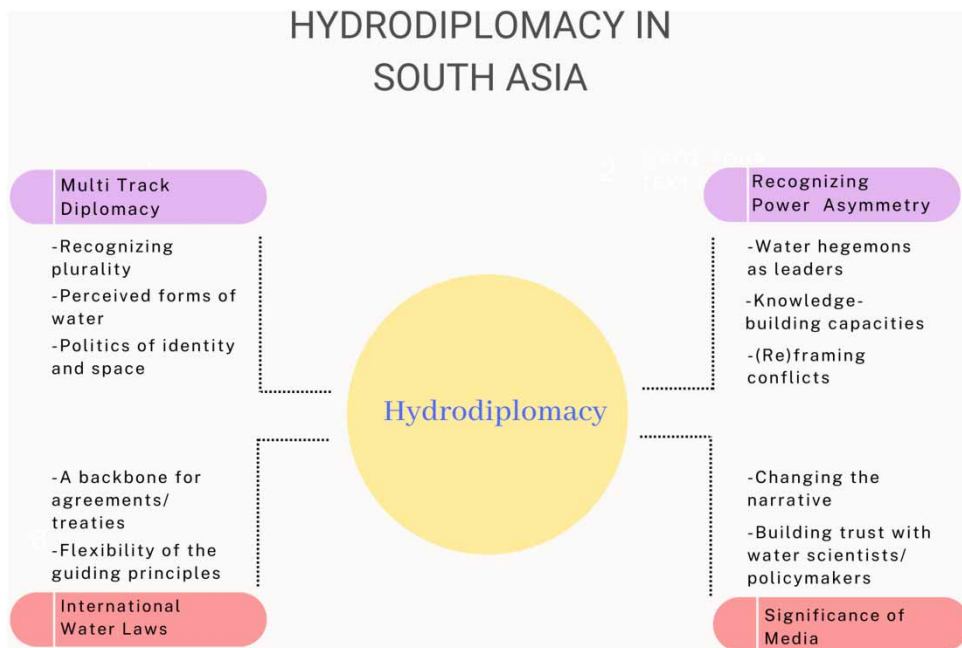 HYDRODIPLOMACY IN
SOUTH ASIA
Multi Track
Diplomacy
-Recognizing
plurality
-Perceived forms of
water
-Politics of identity
and space
Recognizing
Power Asymmetry
-Water hegemons
as leaders
-Knowledge-
building capacities
-(Re)framing
conflicts
Hydrodiplomacy
-A backbone for
agreements/
treaties
-Flexibility of the
guiding principles
International
Water Laws
-Changing the
narrative
-Building trust with
water scientists/
policymakers
Significance of
Media